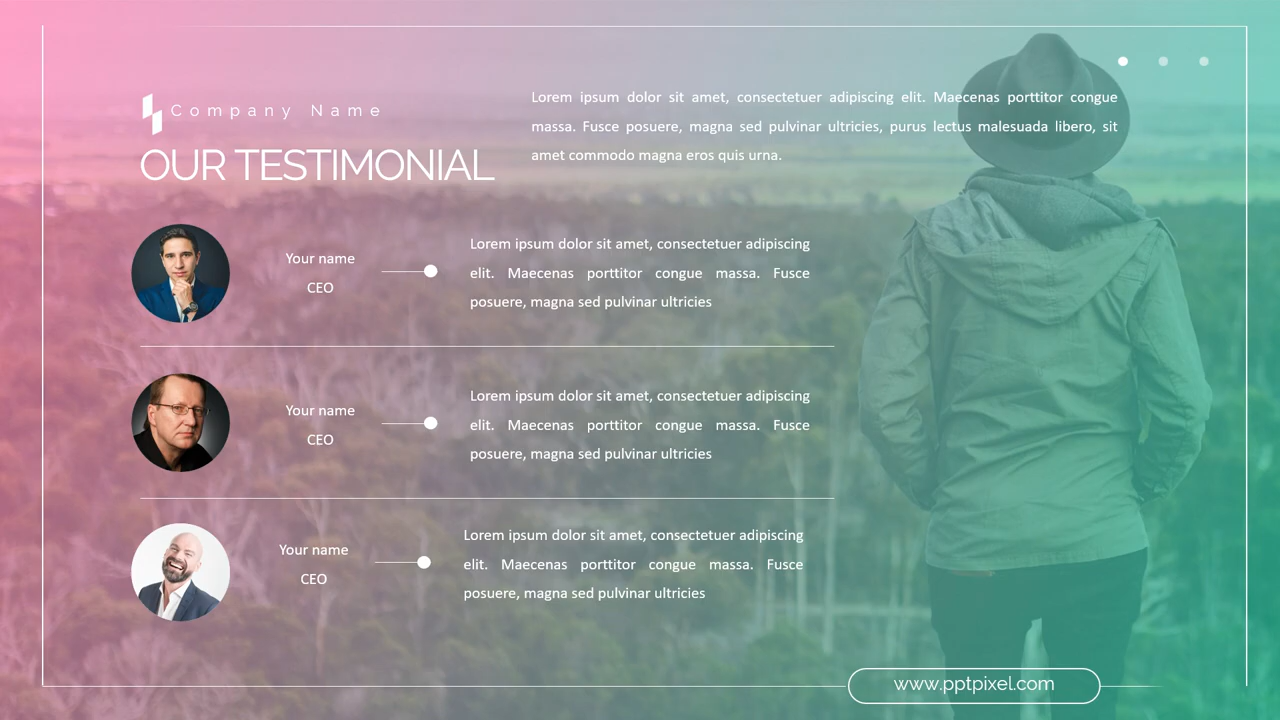 Company Name
OUR TESTIMONIAL
Lorem ipsum dolor sit amet, consectetuer adipiscing elit. Maecenas porttitor congue
massa. Fusce posuere, magna sed pulvinar ultricies, purus lectus malesuada libero, sit
amet commodo magna eros quis urna.
Your name
CEO
Lorem ipsum dolor sit amet, consectetuer adipiscing
elit. Maecenas porttitor congue massa. Fusce
posuere, magna sed pulvinar ultricies
Your name
CEO
Lorem ipsum dolor sit amet, consectetuer adipiscing
elit. Maecenas porttitor congue massa. Fusce
posuere, magna sed pulvinar ultricies
Your name
CEO
Lorem ipsum dolor sit amet, consectetuer adipiscing
elit. Maecenas porttitor congue massa. Fusce
posuere, magna sed pulvinar ultricies
www.pptpixel.com